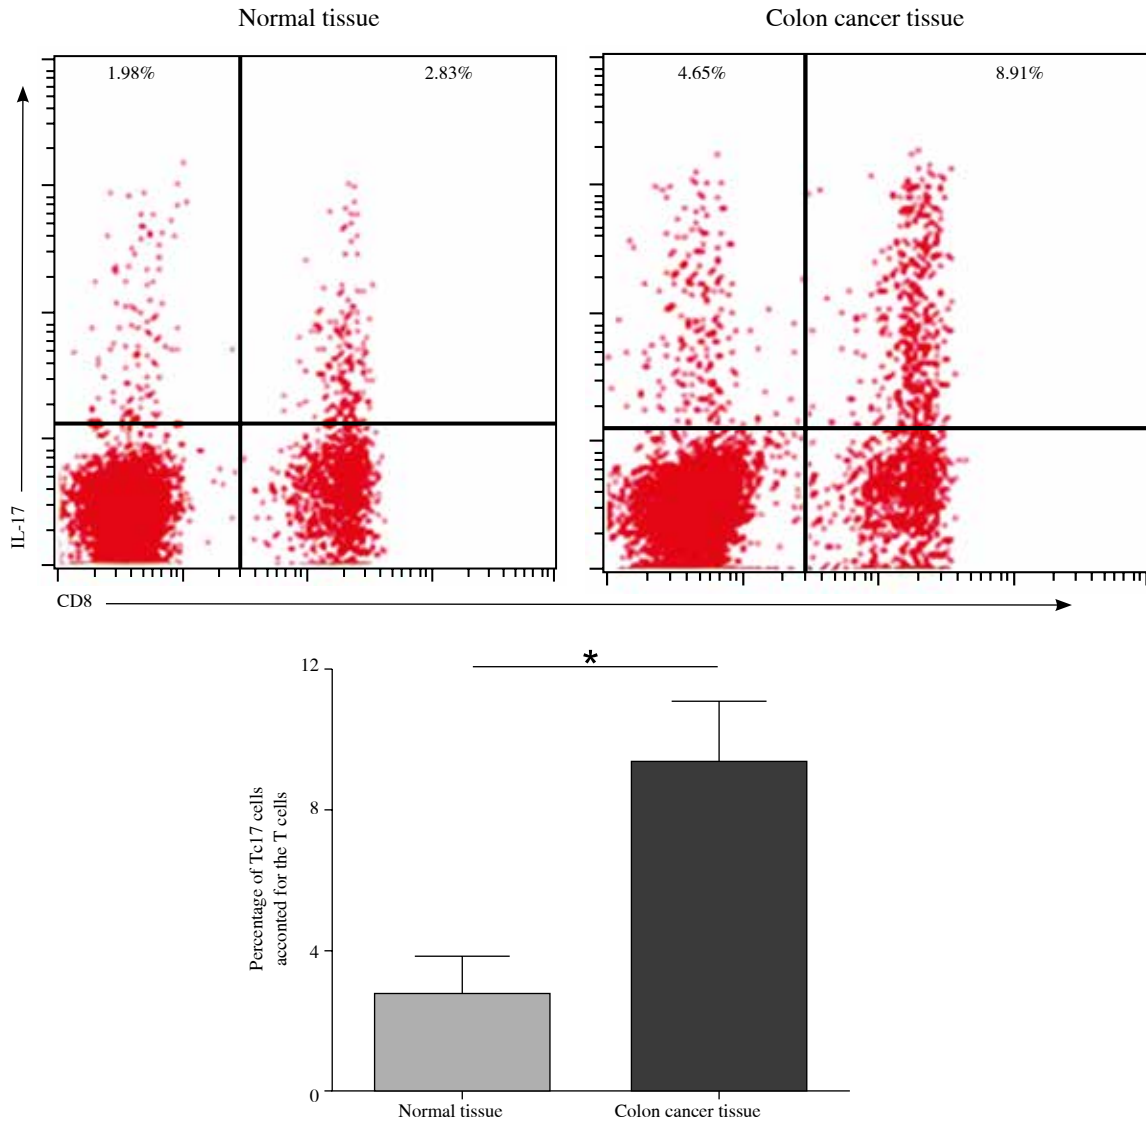 Normal tissue
Colon cancer tissue
1.98%
2.83%
4.65%
8.91%
IL-17
CD8
*
12
8
4
0
Percentage of Tc17 cells
acconted for the T cells
Normal tissue
Colon cancer tissue